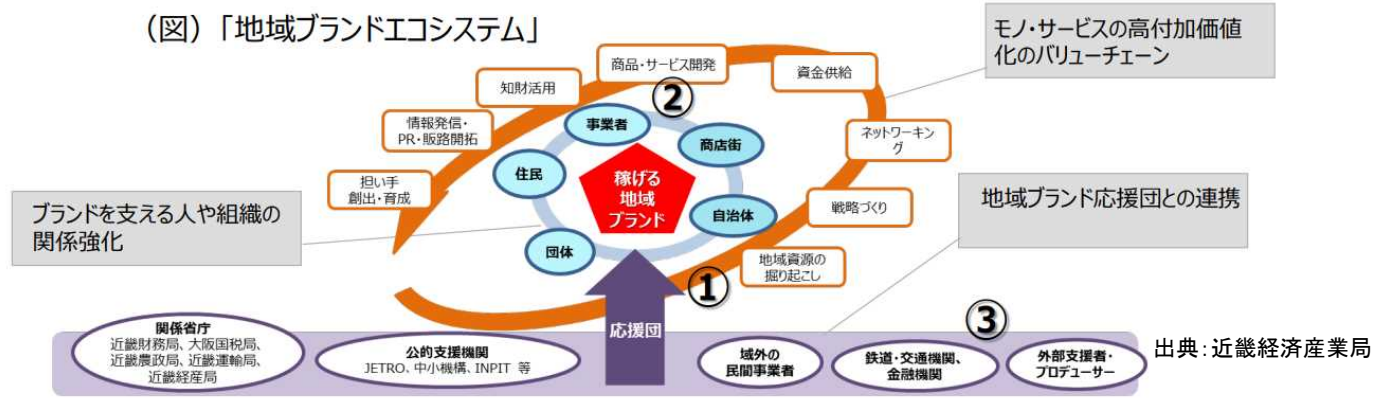 (図)「地域ブランドエコシステム」
モノ・サービスの高付加価値
化のバリューチェーン
商品・サービス開発
資金供給
知財活用
②
情報発信・
PR・販路開拓
事業者
ネットワーキン
グ
商店街
担い手
創出・育成
住民
稼げる
地域
ブランド
地域ブランド応援団との連携
ブランドを支える人や組織の
関係強化
自治体
戦略づくり
団体
地域資源の
掘り起こし
①
応援団
③
関係省庁
近畿財務局、大阪国税局、
近畿農政局、近畿運輸局、
近畿経産局
公的支援機関
JETRO、中小機構、INPIT 等
域外の
民間事業者
鉄道・交通機関、
金融機関
外部支援者・
プロデューサー
出典:近畿経済産業局